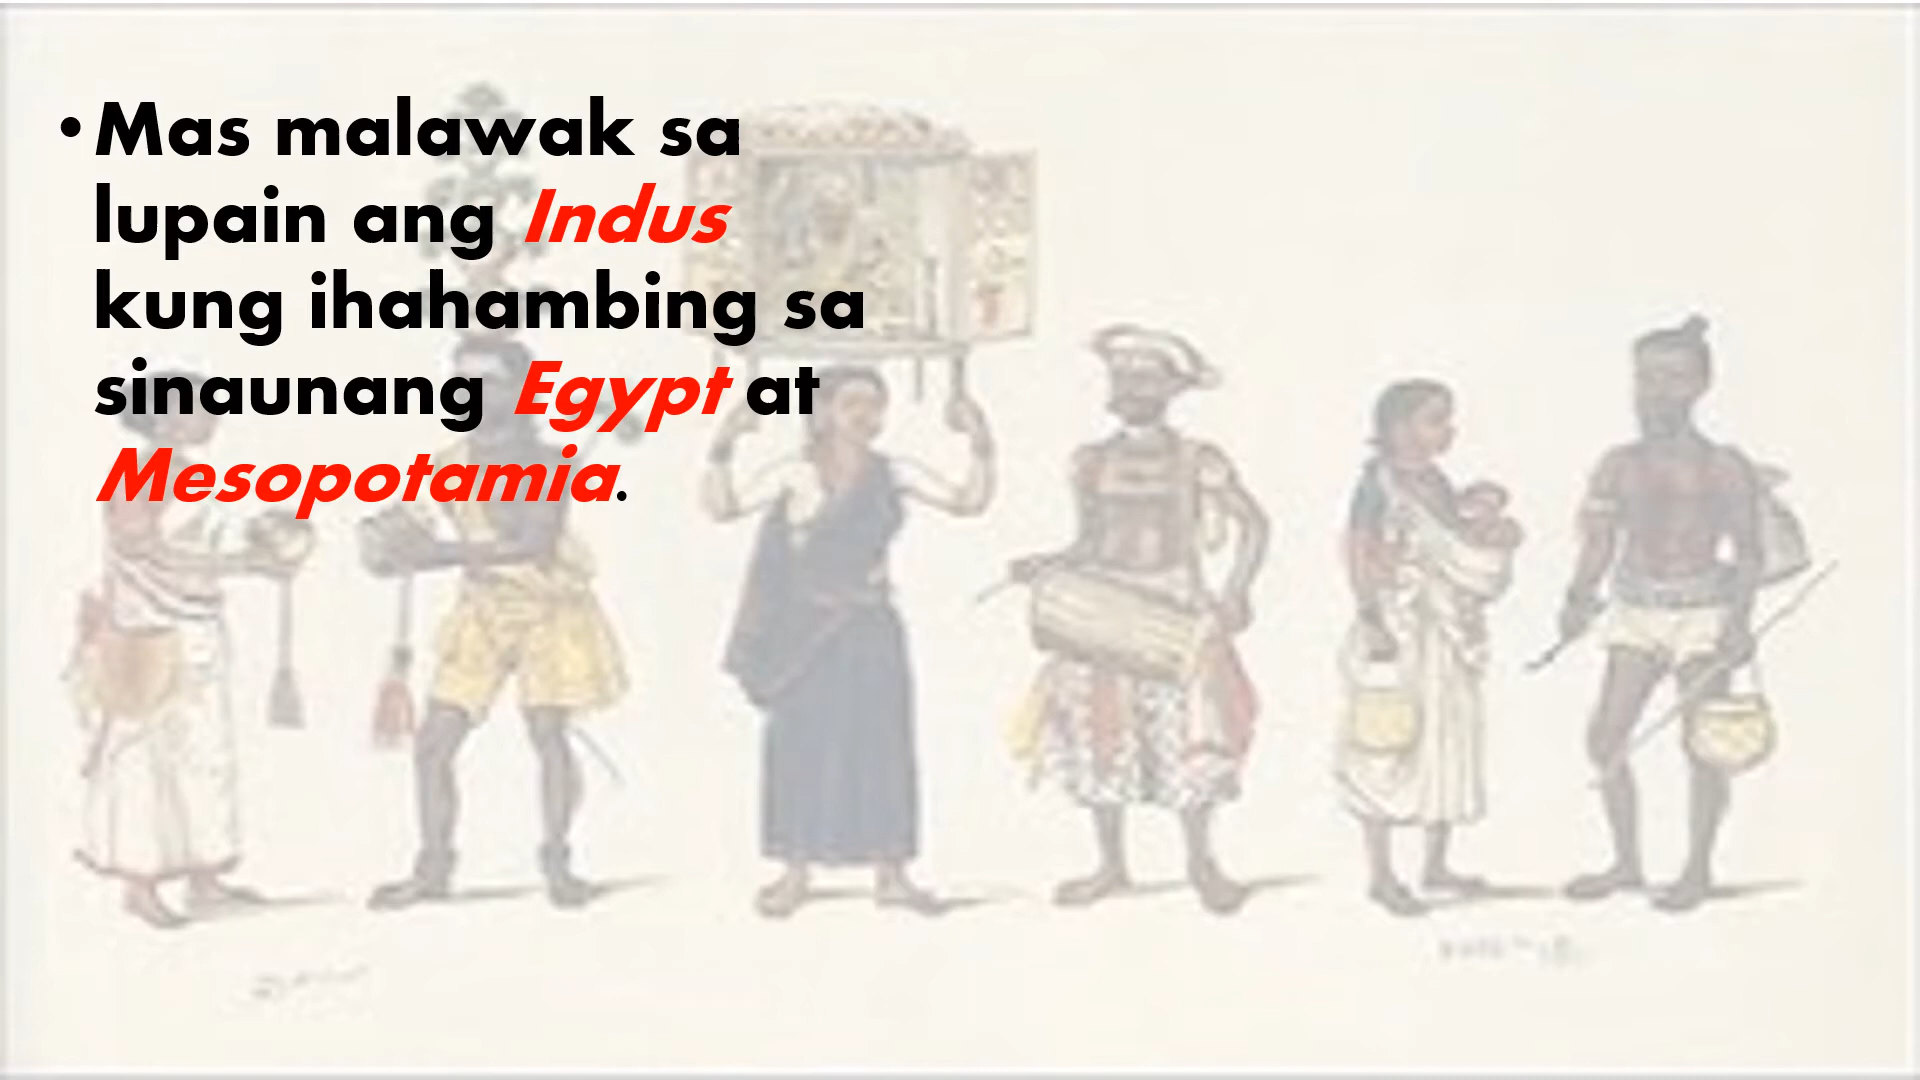 • Mas malawak sa
lupain ang Indus
kung ihahambing sa
sinaunang Egypt at
Mesopotamia.